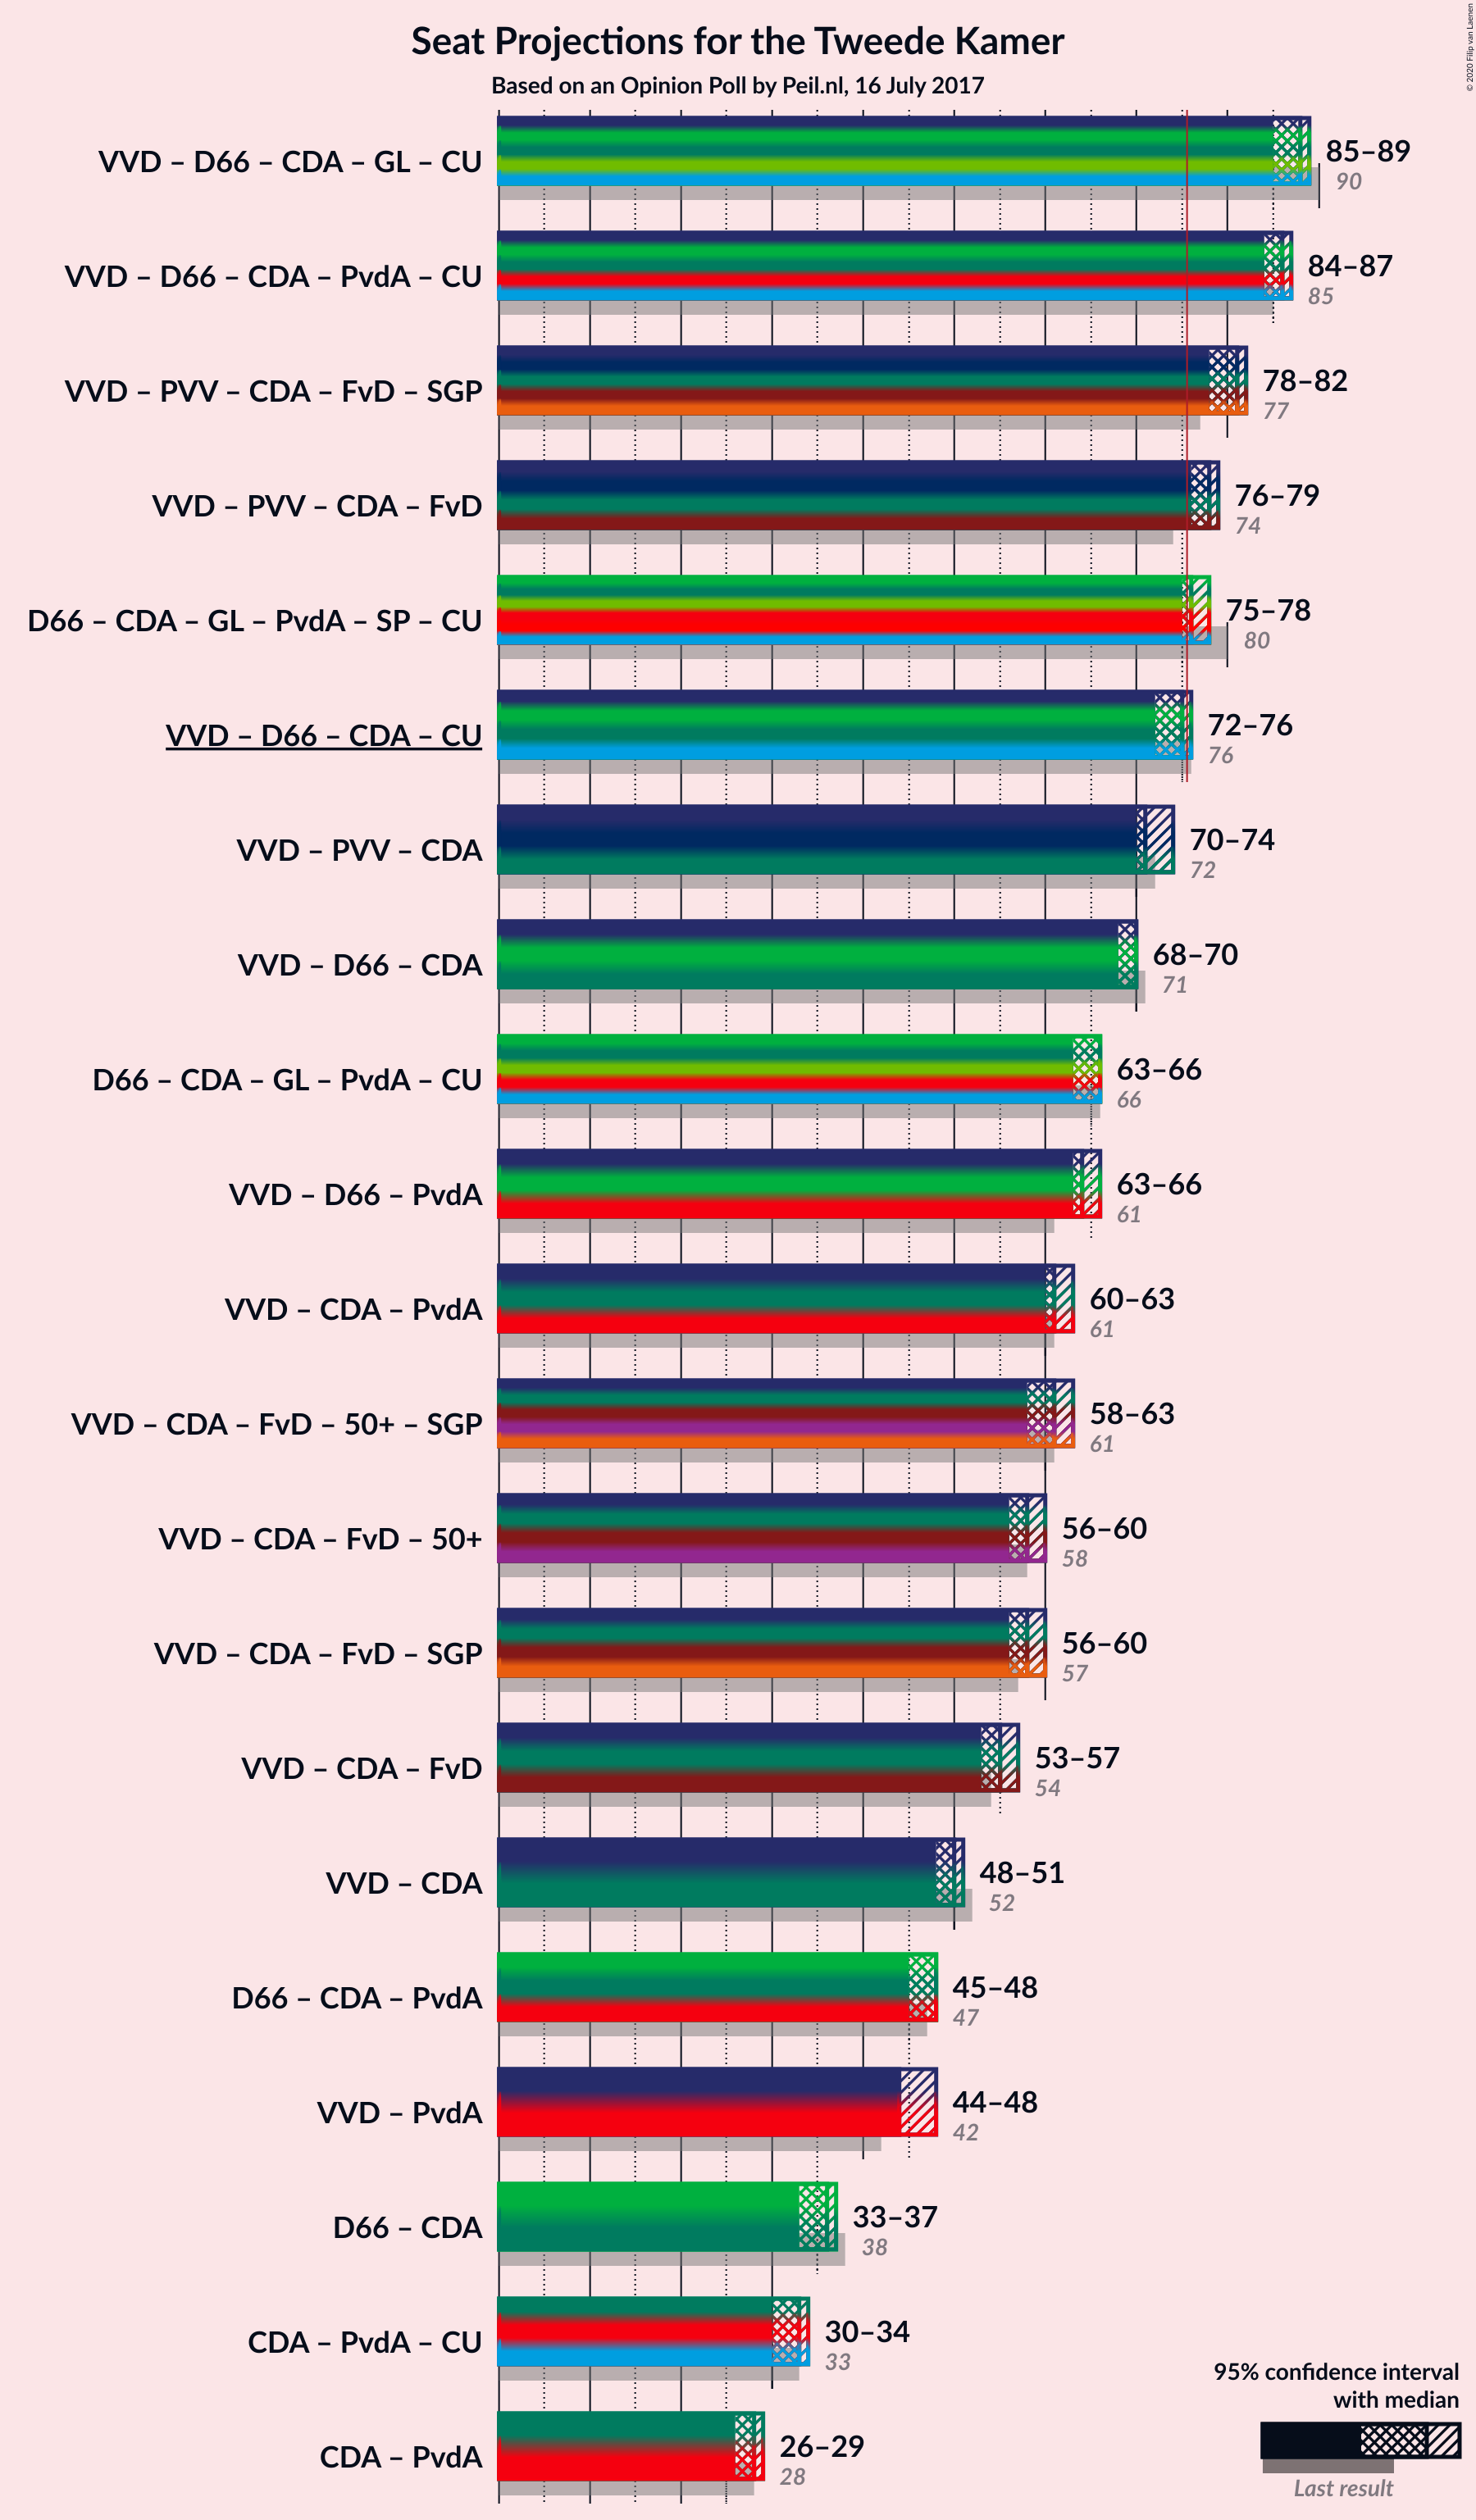 Seat Projections for the Tweede Kamer
Based on an Opinion Poll by Peil.nl, 16 July 2017
© 2020 Filip van Laenen
VVD – D66 – CDA – GL – CU
85–89
90
VVD – D66 – CDA – PvdA – CU
84–87
85
VVD – PVV – CDA – FvD – SGP
78–82
77
VVD – PVV – CDA – FvD
76–79
74
D66 – CDA – GL – PvdA – SP – CU
75–78
80
VVD – D66 – CDA – CU
72–76
76
VVD – PVV – CDA
70–74
72
VVD – D66 – CDA
68–70
71
D66 – CDA – GL – PvdA – CU
63–66
66
VVD – D66 – PvdA
63–66
61
VVD – CDA – PvdA
60–63
61
VVD – CDA – FvD – 50+ – SGP
58–63
61
VVD – CDA – FvD – 50+
56–60
58
VVD – CDA – FvD – SGP
56–60
57
VVD – CDA – FvD
53–57
54
VVD – CDA
48–51
52
D66 – CDA – PvdA
45–48
47
VVD – PvdA
44–48
42
D66 – CDA
33–37
38
CDA – PvdA – CU
30–34
33
CDA – PvdA
26–29
28
95% confidence interval
with median
Last result